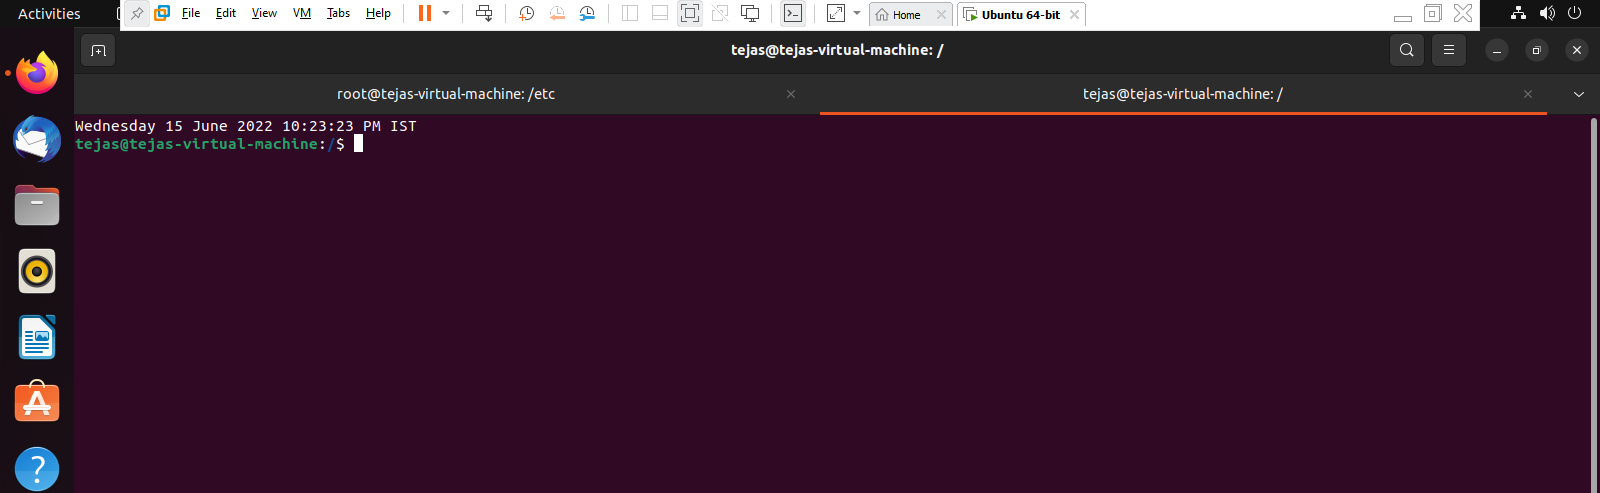 Activities
File Edit View VM Tabs Help
Home
Ubuntu 64-bit
tejas@tejas-virtual-machine: /
root@tejas-virtual-machine: /etc
tejas@tejas-virtual-machine: /
Wednesday 15 June 2022 10:23:23 PM IST
tejas@tejas-virtual-machine:/$